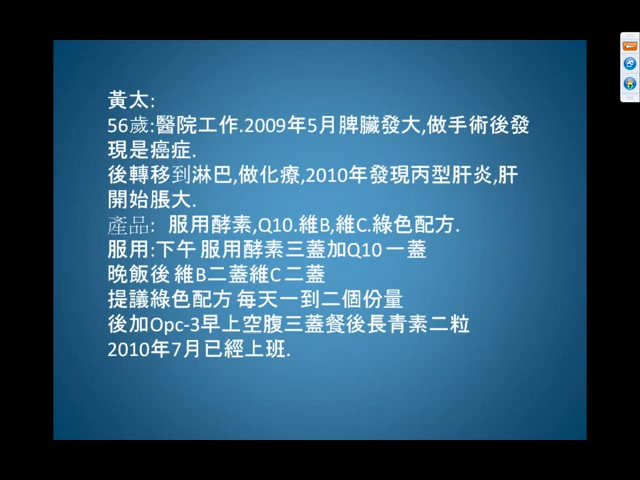 黃太:
56歲:醫院工作.2009年5月脾臟發大,做手術後發
現是癌症.
後轉移到淋巴,做化療,2010年發現丙型肝炎,肝
開始脹大.
產品: 服用酵素,Q10.維B,維C.綠色配方.
服用:下午 服用酵素三蓋加Q10 一蓋
晚飯後 維B二蓋維C 二蓋
提議綠色配方 每天一到二個份量
後加Opc-3早上空腹三蓋餐後長青素二粒
2010年7月已經上班.